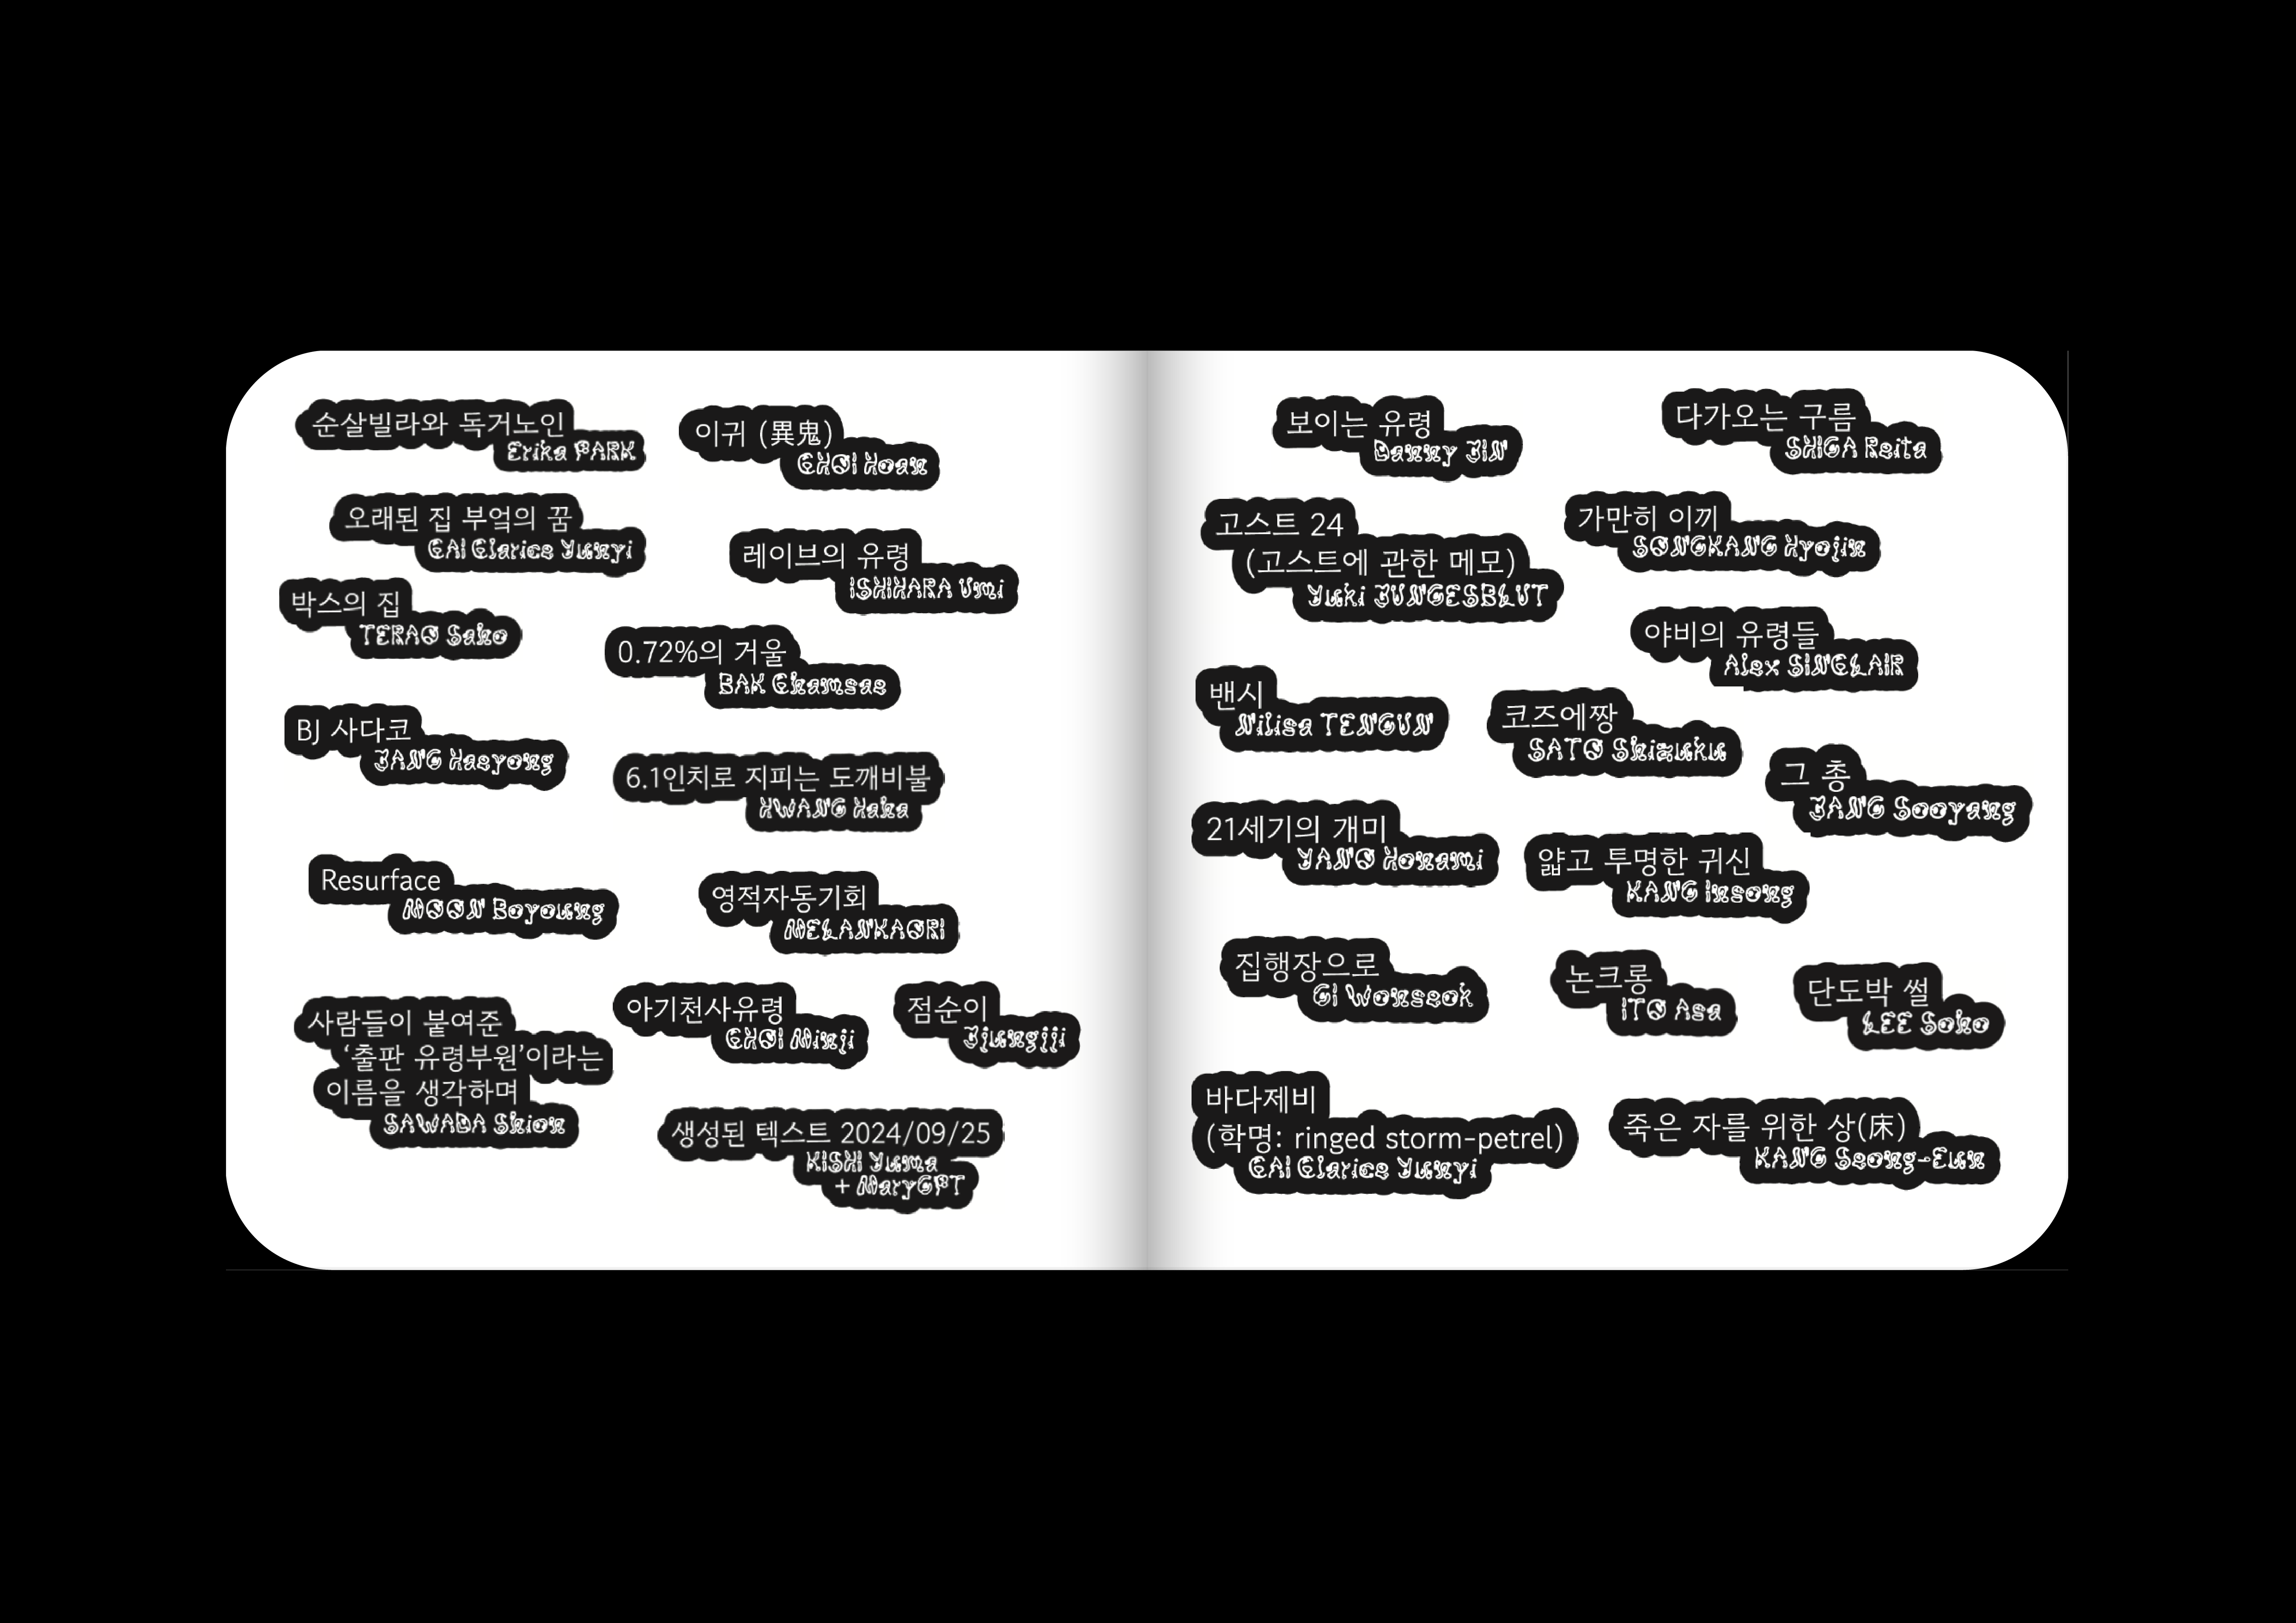 순살빌라와 독거노인
Erika PARK
이귀 (異鬼)
CHOI Hoan
오래된 집 부엌의 꿈
CAI Clarice Yunyi
레이브의 유령
ISHIHARA Umi
박스의 집
TERAO Saho
0.72%의 거울
BAK Chamsae
BJ 사다코
JANG Haeyong
6.1인치로 지피는 도깨비불
HWANG Haha
Resurface
MOON Boyoung
영적자동기회
MELANKAORI
사람들이 붙여준
‘출판 유령부원’이라는
이름을 생각하며
SAWADA Shion
아기천사유령
CHOI Minji
점순이
Jjungjji
생성된 텍스트 2024/09/25
KISHI Yuma
+ MaryGPT
보이는 유령
Danny JIN
다가오는 구름
SHIGA Reita
고스트 24
(고스트에 관한 메모)
Yuki JUNGESBLUT
가만히 이끼
SONGKANG Hyojin
야비의 유령들
Alex SINCLAIR
밴시
Nilisa TENGUN
코즈에짱
SATO Shizuku
그 총
JANG Sooyang
21세기의 개미
YANG Honami
얇고 투명한 귀신
KANG Insong
집행장으로
GI Wonseok
논크롱
ITO Asa
단도박 썰
LEE Soho
바다제비
(학명: ringed storm-petrel)
CAI Clarice Yunyi
죽은 자를 위한 상(床)
KANG Seong-Eun